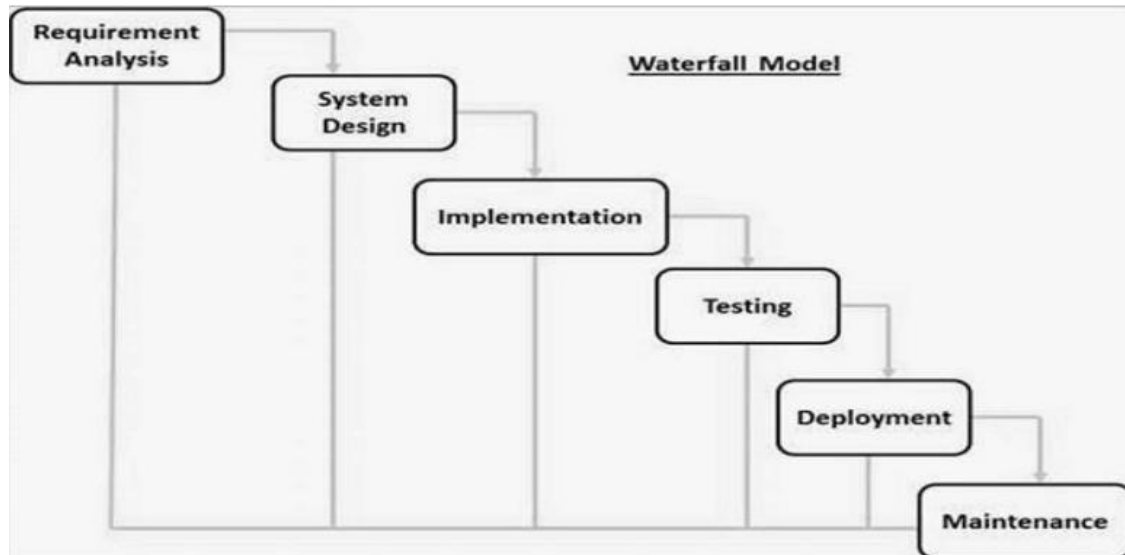 Requirement
Analysis
Waterfall Model
System
Design
Implementation
Testing
Deployment
Maintenance